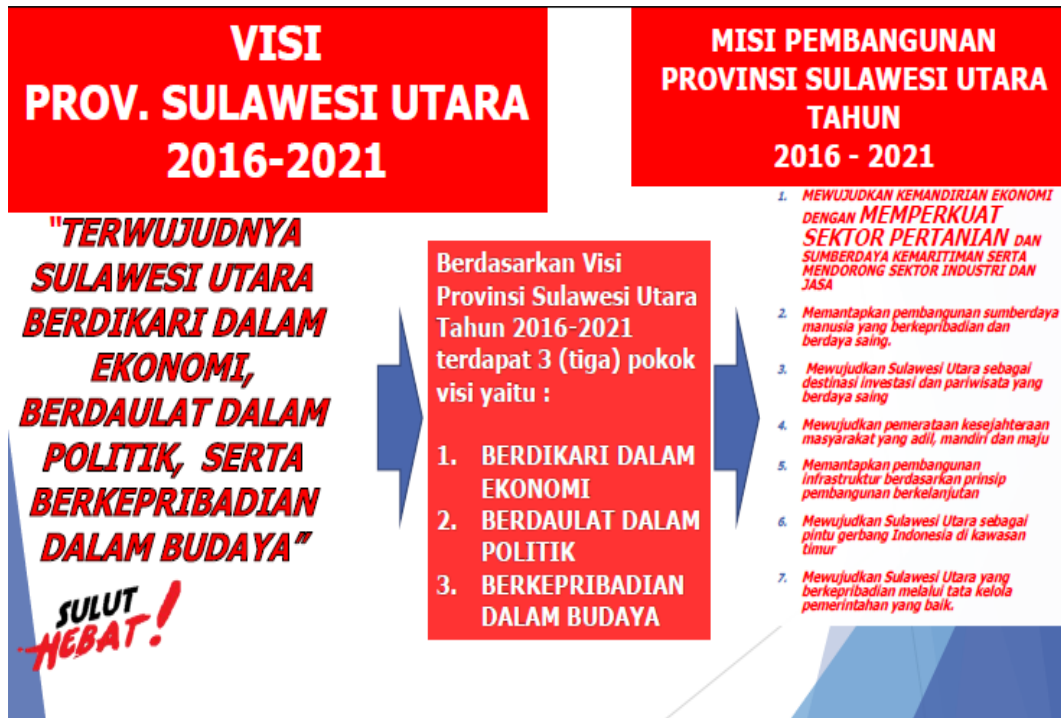 VISI
PROV. SULAWESI UTARA
2016-2021
"TERWUJUDNYA
SULAWESI UTARA
BERDIKARI DALAM
EKONOMI,
BERDAULAT DALAM
POLITIK, SERTA
BERKEPRIBADIAN
DALAM BUDAYA”
SULUT
HEBAT!
Berdasarkan Visi
Provinsi Sulawesi Utara
Tahun 2016-2021
terdapat 3 (tiga) pokok
visi yaitu :
1. BERDIKARI DALAM
EKONOMI
2. BERDAULAT DALAM
POLITIK
3. BERKEPRIBADIAN
DALAM BUDAYA
MISI PEMBANGUNAN
PROVINSI SULAWESI UTARA
TAHUN
2016 - 2021
1. MEWUJUDKAN KEMANDIRIAN EKONOMI
DENGAN MEMPERKUAT
SEKTOR PERTANIAN DAN
SUMBERDAYA KEMARITIMAN SERTA
MENDORONG SEKTOR INDUSTRI DAN
JASA
2. Memantapkan pembangunan sumberdaya
manusia yang berkepribadian dan
berdaya saing.
3. Mewujudkan Sulawesi Utara sebagai
destinasi investasi dan pariwisata yang
berdaya saing
4. Mewujudkan pemerataan kesejahteraan
masyarakat yang adil, mandiri dan maju
5. Memantapkan pembangunan
infrastruktur berdasarkan prinsip
pembangunan berkelanjutan
6. Mewujudkan Sulawesi Utara sebagai
pintu gerbang Indonesia di kawasan
timur
7. Mewujudkan Sulawesi Utara yang
berkepribadian melalui tata kelola
pemerintahan yang baik.